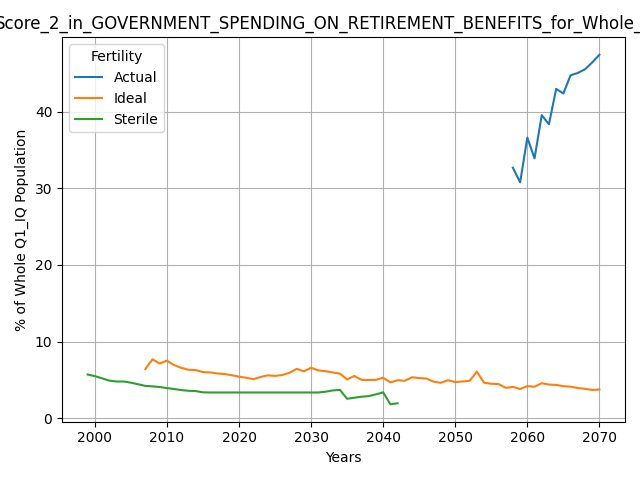 Score_2_in_GOVERNMENT_SPENDING_ON_RETIREMENT_BENEFITS_for_Whole_
Fertility
Actual
Ideal
Sterile
% of Whole Q1_IQ Population
40
30
20
10
0
2000 2010 2020 2030 2040 2050 2060 2070
Years